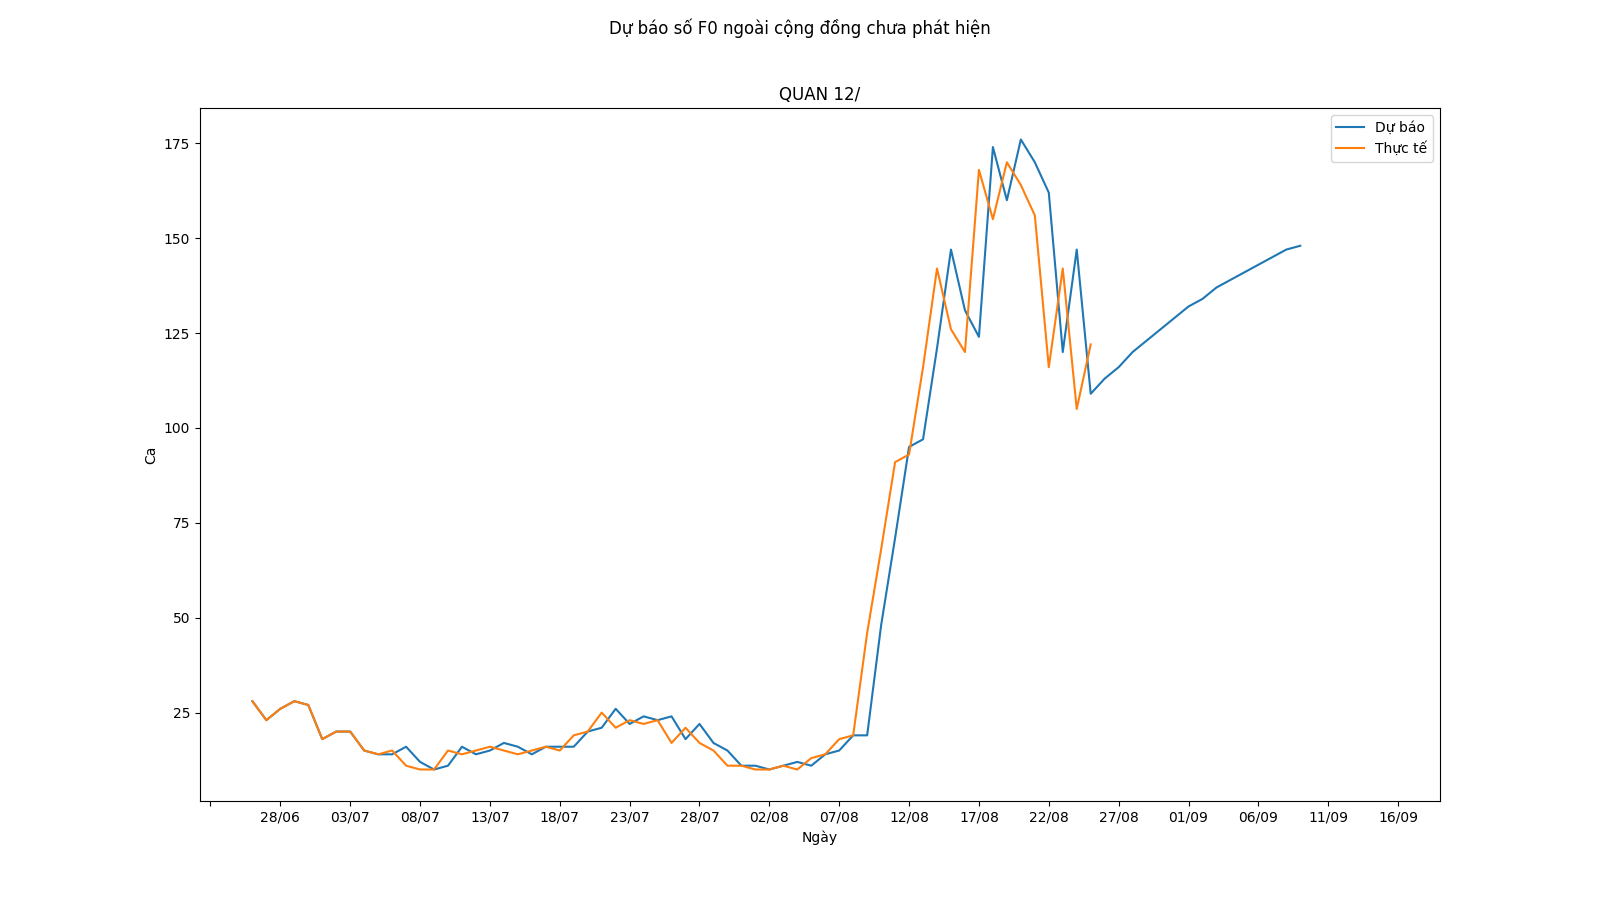 Dự báo số F0 ngoài cộng đồng chưa phát hiện
QUAN 12/
Dự báo
Thực tế
175
150
125
100
75
50
25
Ca
28/06 03/07 08/07 13/07 18/07 23/07 28/07 02/08 07/08 12/08 17/08 22/08 27/08 01/09 06/09 11/09 16/09
Ngày